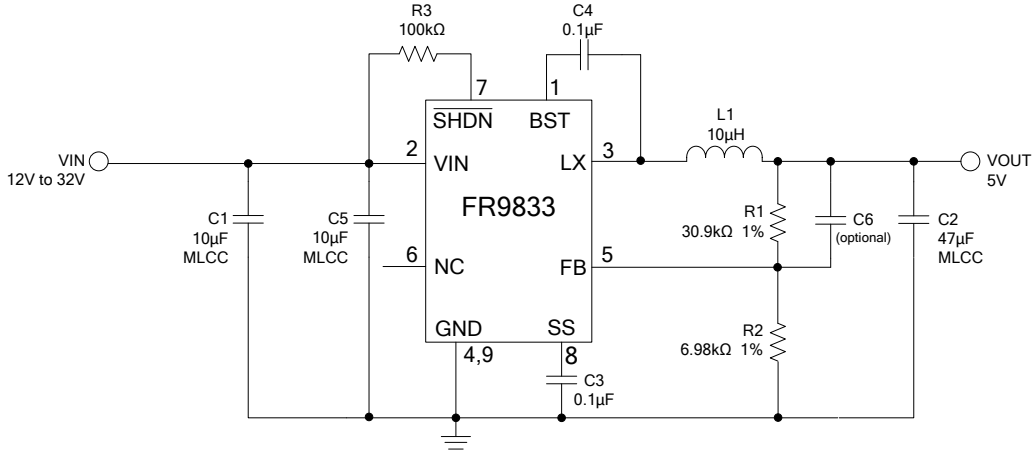 R3
100kΩ
C4
0.1µF
7
1
SHDN
BST
L1
10µH
VIN
12V to 32V
2
VIN
LX
3
VOUT
5V
FR9833
C1
10µF
MLCC
C5
10µF
MLCC
R1
30.9kΩ 1%
C6
(optional)
C2
47µF
MLCC
6
NC
FB
5
GND
SS
4,9
8
R2
6.98kΩ 1%
C3
0.1µF